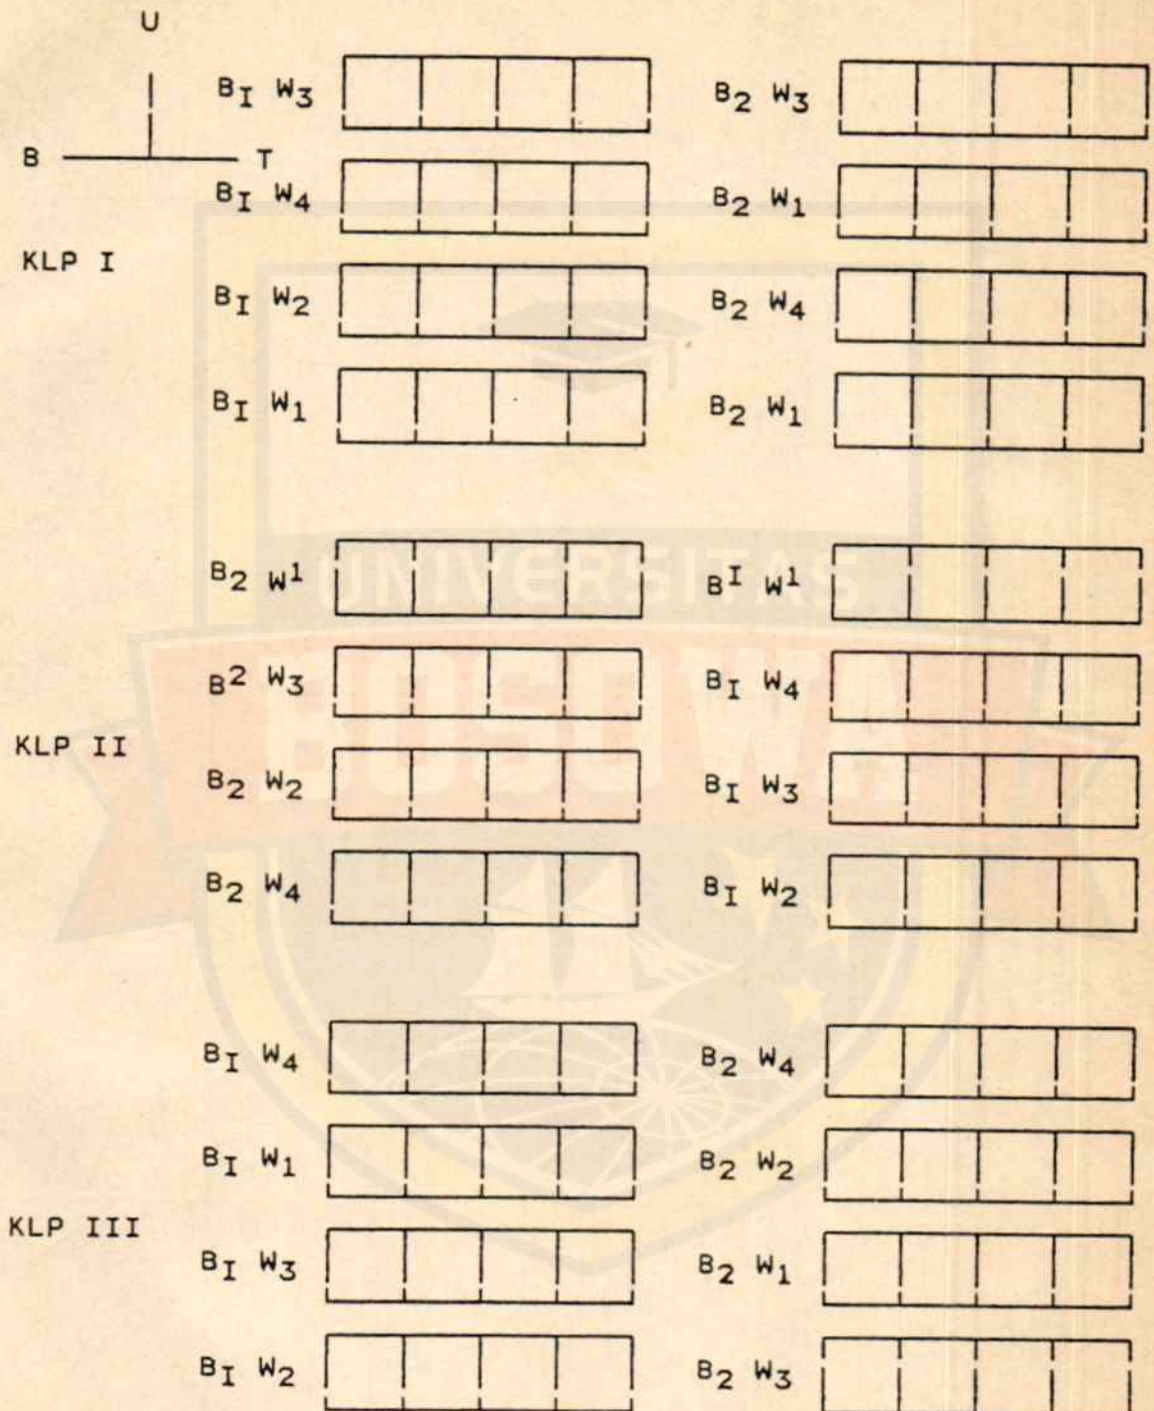 U
B_I W_3 B_2 W_3
B T
B_I W_4 B_2 W_1
KLP I
B_I W_2 B_2 W_4
B_I W_1 B_2 W_1
UNIVERSITAS
B_2 W^1 B^I W^1
BOSOWA
B^2 W_3 B_I W_4
KLP II
B_2 W_2 B_I W_3
B_2 W_4 B_I W_2
B_I W_4 B_2 W_4
B_I W_1 B_2 W_2
KLP III
B_I W_3 B_2 W_1
B_I W_2 B_2 W_3